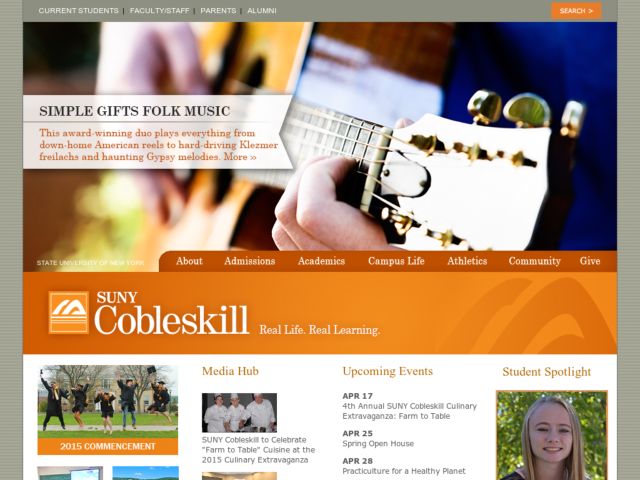 CURRENT STUDENTS | FACULTY/STAFF | PARENTS | ALUMNI
SEARCH >
SIMPLE GIFTS FOLK MUSIC
This award-winning duo plays everything from
down-home American reels to hard-driving Klezmer
freilachs and haunting Gypsy melodies. More »
STATE UNIVERSITY OF NEW YORK
About Admissions Academics Campus Life Athletics Community Give
SUNY
Cobleskill Real Life. Real Learning.
2015 COMMENCEMENT
Media Hub
SUNY Cobleskill to Celebrate
"Farm to Table" Cuisine at the
2015 Culinary Extravaganza
Upcoming Events
APR 17
4th Annual SUNY Cobleskill Culinary
Extravaganza: Farm to Table
APR 25
Spring Open House
APR 28
Practiculture for a Healthy Planet
Student Spotlight